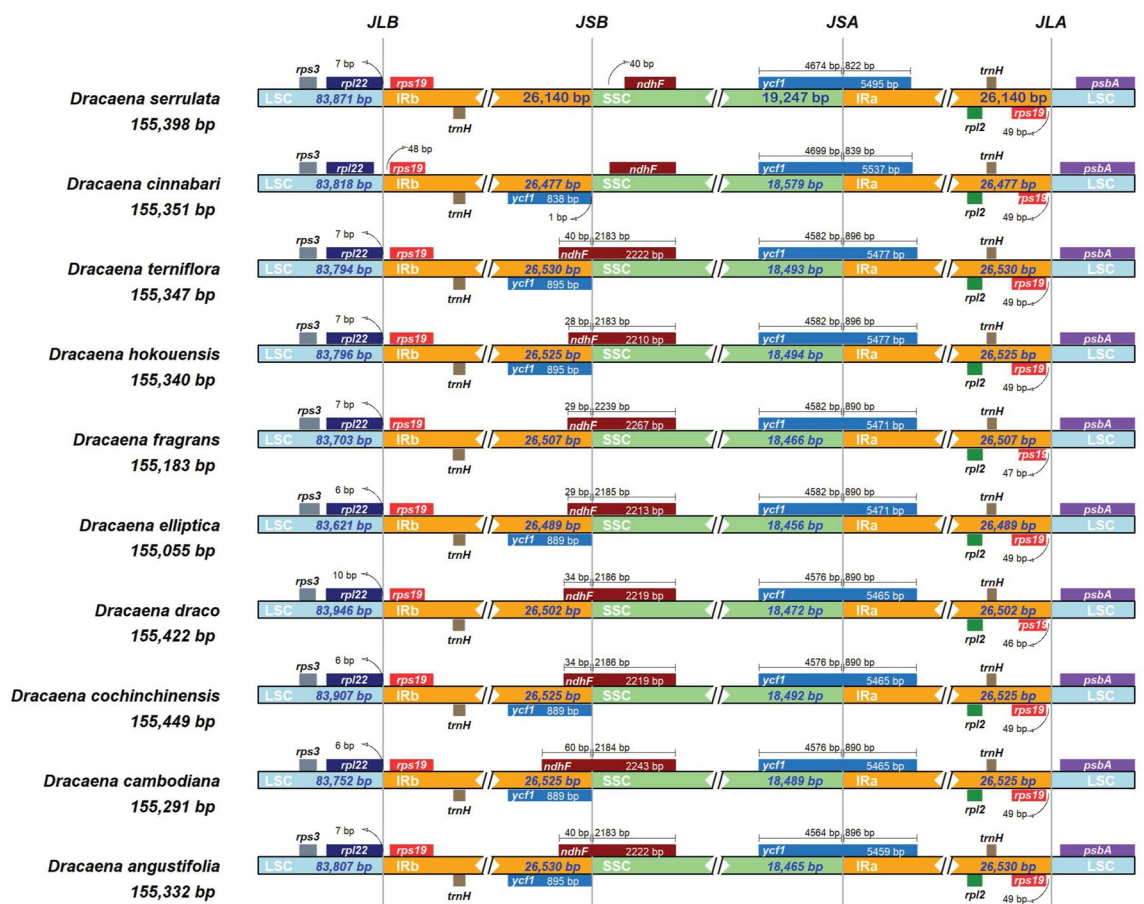 JLB JSB JSA JLA
rps3 7 bp 40 bp 4674 bp 822 bp trnH
rpl22 rps19 ndhF ycf1 5495 bp psbA
Dracaena serrulata LSC 83,871 bp IRb 26,140 bp SSC 19,247 bp IRa 26,140 bp LSC
155,398 bp trnH rpl2 rps19 49 bp
rps3 48 bp 4699 bp 839 bp trnH
rpl22 rps19 ndhF ycf1 5537 bp psbA
Dracaena cinnabari LSC 83,818 bp IRb 26,477 bp SSC 18,579 bp IRa 26,477 bp LSC
155,351 bp trnH ycf1 838 bp 1 bp rpl2 rps19 49 bp
rps3 7 bp 40 bp 2183 bp 4582 bp 896 bp trnH
rpl22 rps19 ndhF 2222 bp ycf1 5477 bp psbA
Dracaena terniflora LSC 83,794 bp IRb 26,530 bp SSC 18,493 bp IRa 26,530 bp LSC
155,347 bp trnH ycf1 895 bp rpl2 rps19 49 bp
rps3 7 bp 28 bp 2183 bp 4582 bp 896 bp trnH
rpl22 rps19 ndhF 2210 bp ycf1 5477 bp psbA
Dracaena hokouensis LSC 83,796 bp IRb 26,525 bp SSC 18,494 bp IRa 26,525 bp LSC
155,340 bp trnH ycf1 895 bp rpl2 rps19 49 bp
rps3 7 bp 29 bp 2239 bp 4582 bp 890 bp trnH
rpl22 rps19 ndhF 2267 bp ycf1 5471 bp psbA
Dracaena fragrans LSC 83,703 bp IRb 26,507 bp SSC 18,466 bp IRa 26,507 bp LSC
155,183 bp trnH rpl2 rps19 47 bp
rps3 6 bp 29 bp 2185 bp 4582 bp 890 bp trnH
rpl22 rps19 ndhF 2213 bp ycf1 5471 bp psbA
Dracaena elliptica LSC 83,621 bp IRb 26,489 bp SSC 18,456 bp IRa 26,489 bp LSC
155,055 bp trnH ycf1 889 bp rpl2 rps19 49 bp
rps3 10 bp 34 bp 2186 bp 4576 bp 890 bp trnH
rpl22 rps19 ndhF 2219 bp ycf1 5465 bp psbA
Dracaena draco LSC 83,946 bp IRb 26,502 bp SSC 18,472 bp IRa 26,502 bp LSC
155,422 bp trnH rpl2 rps19 46 bp
rps3 6 bp 34 bp 2186 bp 4576 bp 890 bp trnH
rpl22 rps19 ndhF 2219 bp ycf1 5465 bp psbA
Dracaena cochinchinensis LSC 83,907 bp IRb 26,525 bp SSC 18,492 bp IRa 26,525 bp LSC
155,449 bp trnH ycf1 889 bp rpl2 rps19 49 bp
rps3 6 bp 60 bp 2184 bp 4576 bp 890 bp trnH
rpl22 rps19 ndhF 2243 bp ycf1 5465 bp psbA
Dracaena cambodiana LSC 83,752 bp IRb 26,525 bp SSC 18,489 bp IRa 26,525 bp LSC
155,291 bp trnH ycf1 889 bp rpl2 rps19 49 bp
rps3 7 bp 40 bp 2183 bp 4564 bp 896 bp trnH
rpl22 rps19 ndhF 2222 bp ycf1 5459 bp psbA
Dracaena angustifolia LSC 83,807 bp IRb 26,530 bp SSC 18,465 bp IRa 26,530 bp LSC
155,332 bp trnH ycf1 895 bp rpl2 rps19 49 bp